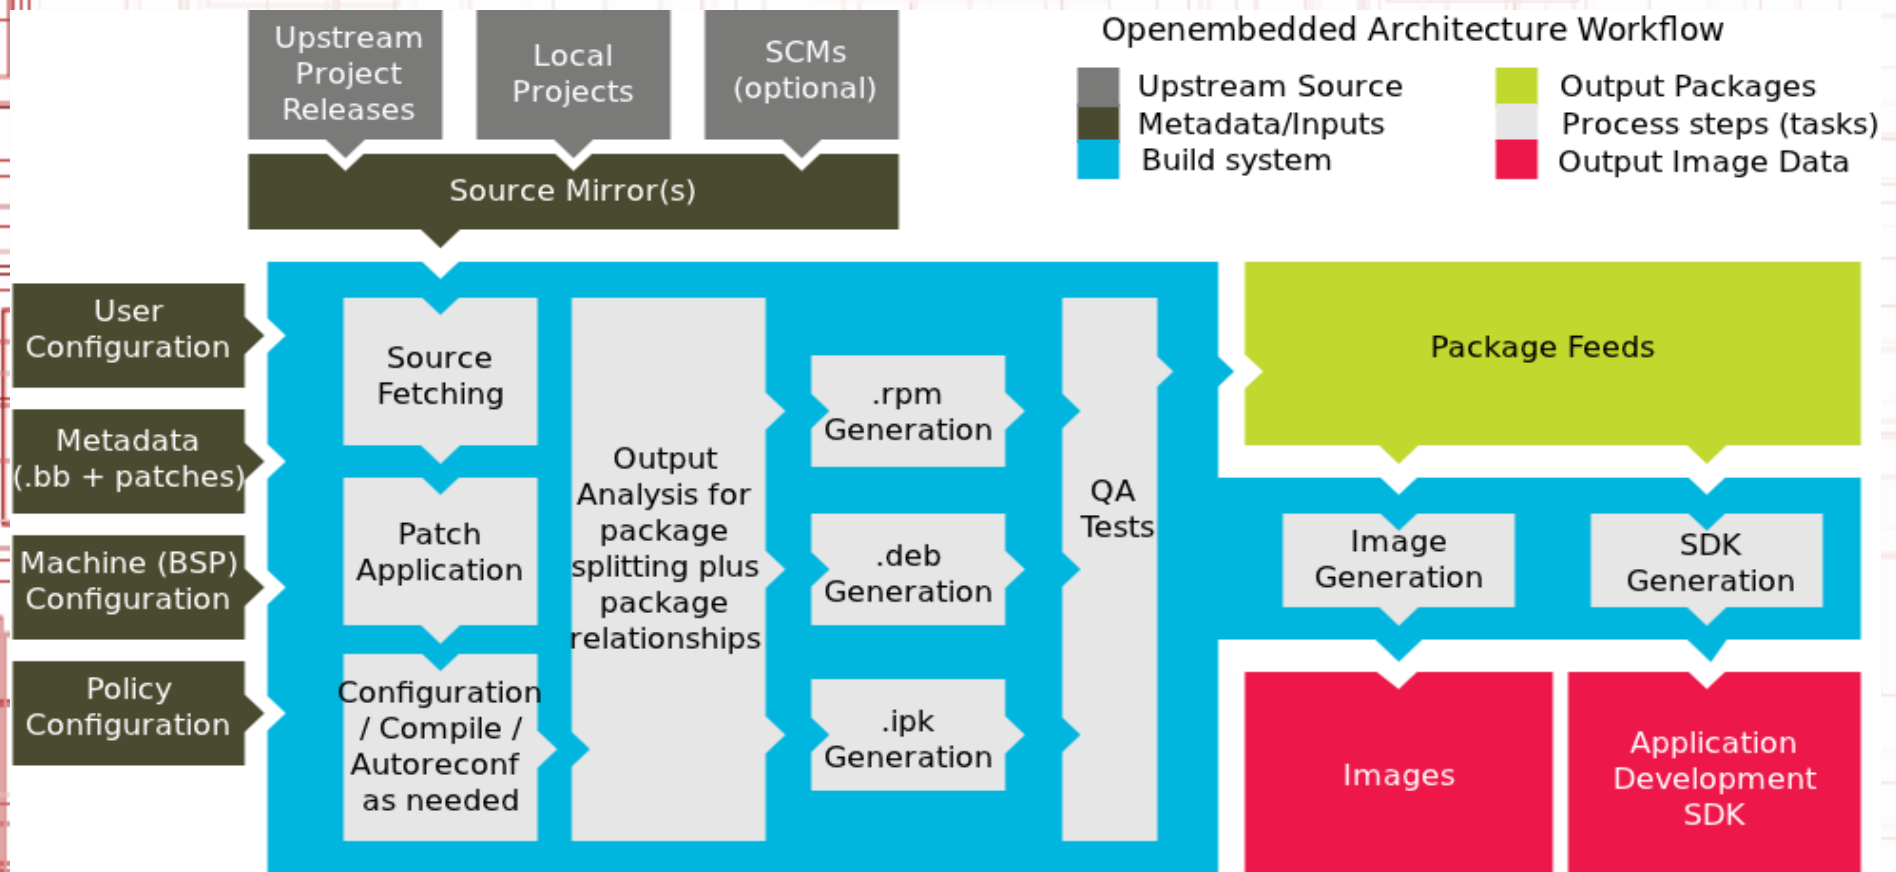 Upstream
Project
Releases
Local
Projects
SCMs
(optional)
Openembedded Architecture Workflow
Upstream Source
Metadata/Inputs
Build system
Output Packages
Process steps (tasks)
Output Image Data
Source Mirror(s)
User
Configuration
Metadata
(.bb + patches)
Machine (BSP)
Configuration
Policy
Configuration
Source
Fetching
Patch
Application
Configuration
/ Compile /
Autoreconf
as needed
Output
Analysis for
package
splitting plus
package
relationships
.rpm
Generation
.deb
Generation
.ipk
Generation
QA
Tests
Package Feeds
Image
Generation
SDK
Generation
Images
Application
Development
SDK